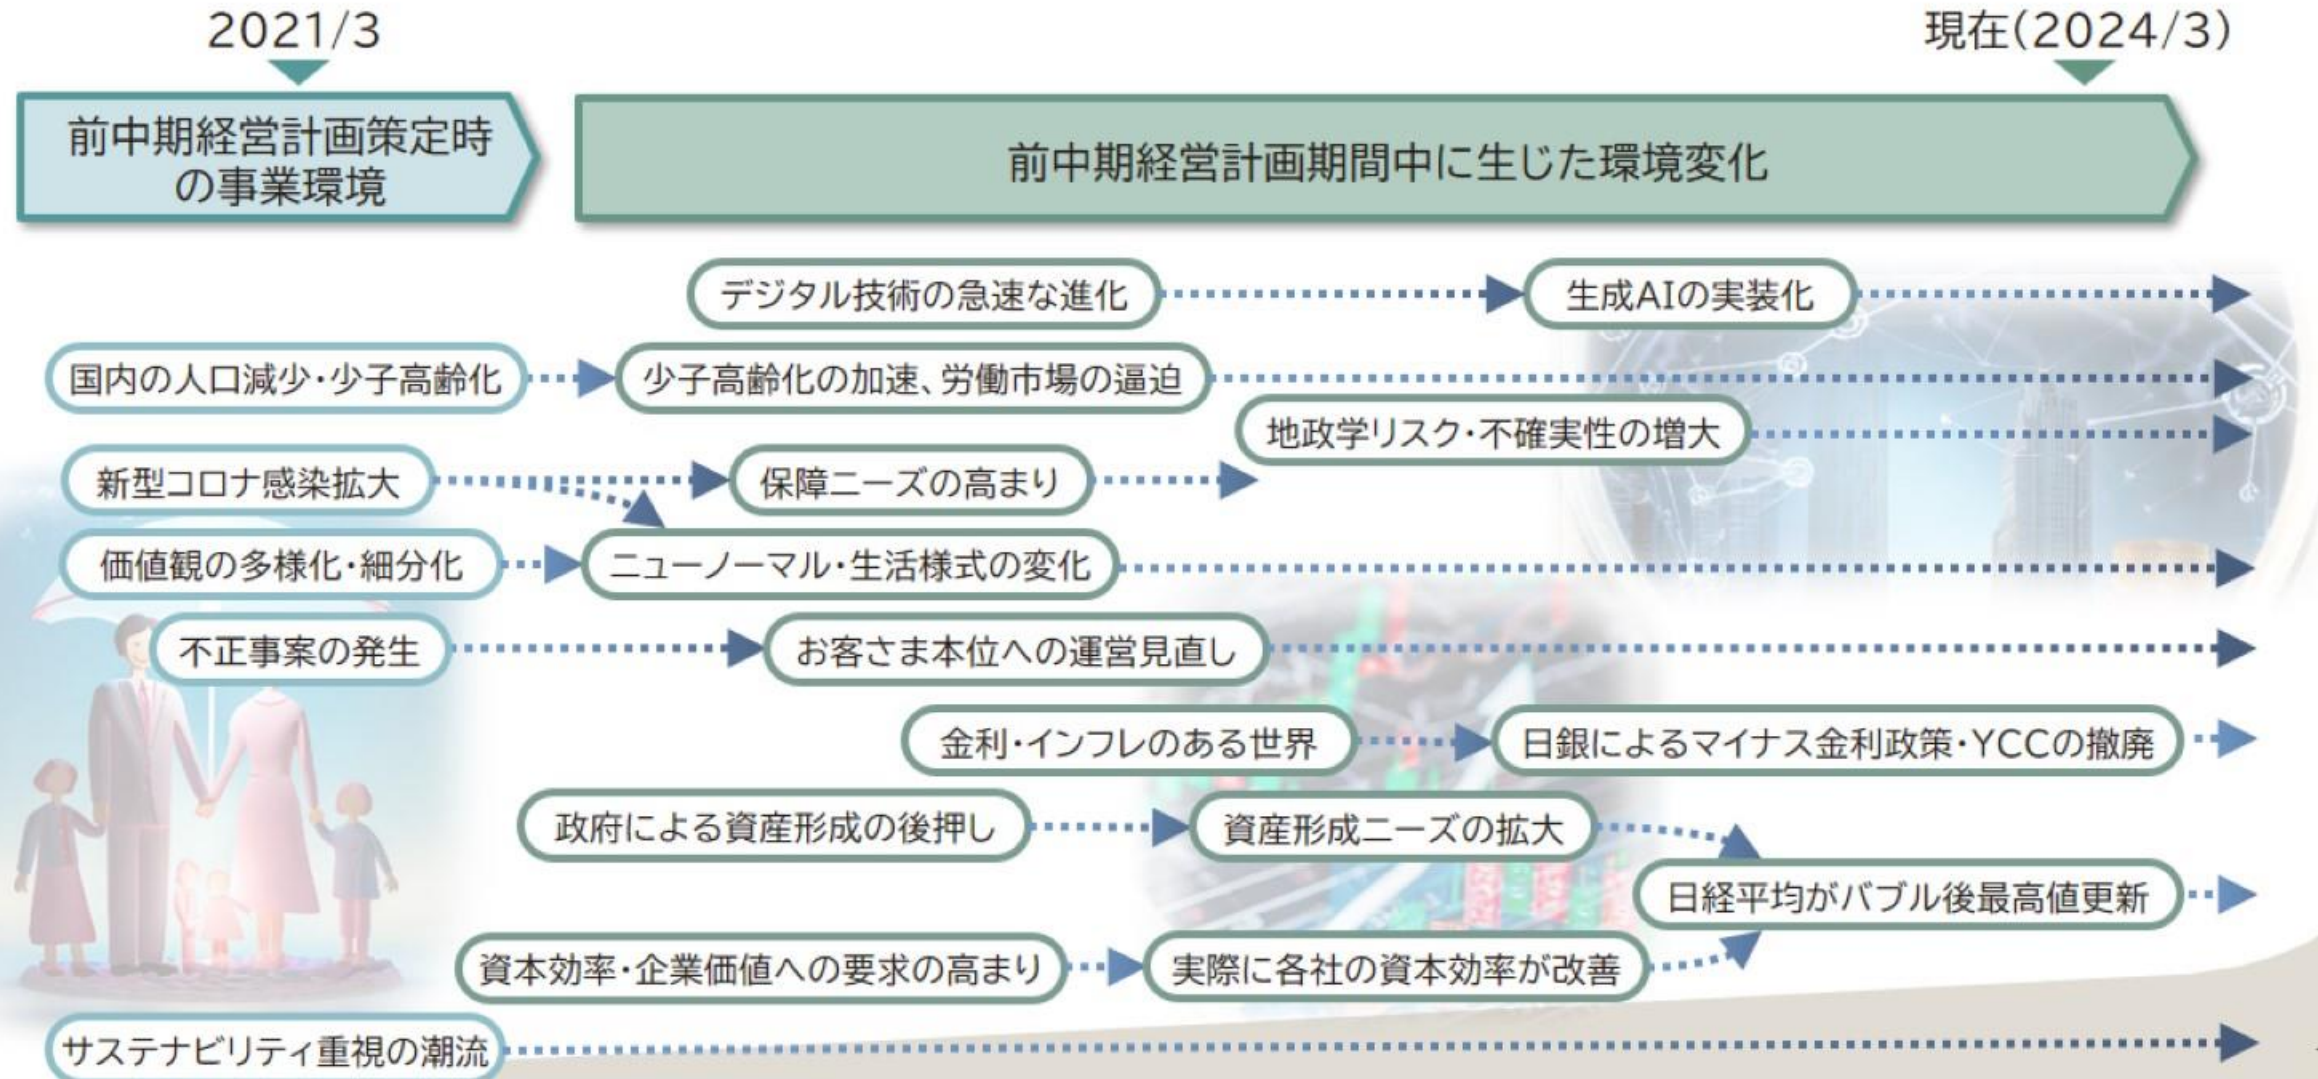 2021/3
現在(2024/3)
前中期経営計画策定時
の事業環境
前中期経営計画期間中に生じた環境変化
デジタル技術の急速な進化
生成AIの実装化
国内の人口減少・少子高齢化
少子高齢化の加速、労働市場の逼迫
地政学リスク・不確実性の増大
新型コロナ感染拡大
保障ニーズの高まり
価値観の多様化・細分化
ニューノーマル・生活様式の変化
不正事案の発生
お客さま本位への運営見直し
金利・インフレのある世界
日銀によるマイナス金利政策・YCCの撤廃
政府による資産形成の後押し
資産形成ニーズの拡大
日経平均がバブル後最高値更新
資本効率・企業価値への要求の高まり
実際に各社の資本効率が改善
サステナビリティ重視の潮流